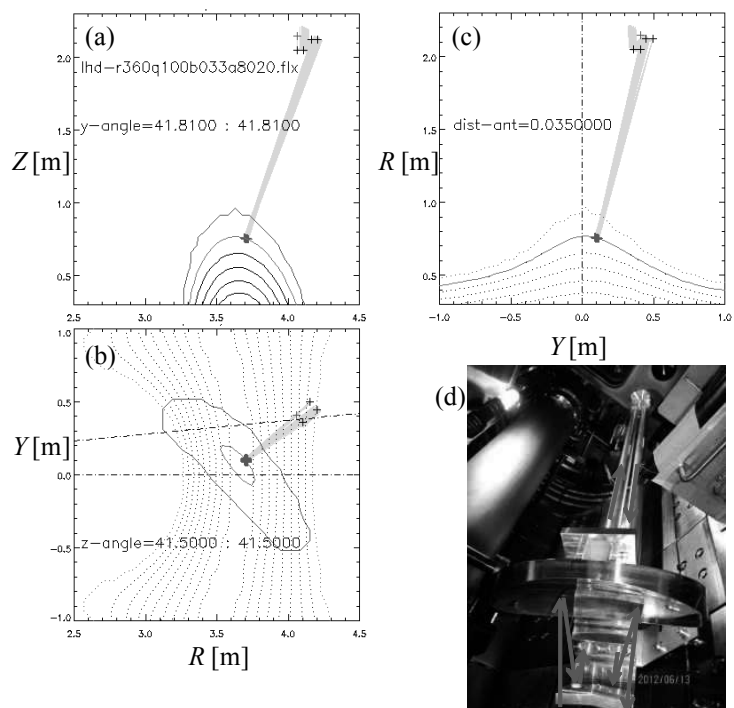 (a)
lhd-r360q100b033a8020.flx
y-angle=41.8100 : 41.8100
Z [m]
2.0
1.5
1.0
0.5
2.5 3.0 3.5 4.0 4.5
(c)
dist-ant=0.0350000
R [m]
2.0
1.5
1.0
0.5
−1.0 −0.5 0.0 0.5 1.0
Y [m]
(b)
z-angle=41.5000 : 41.5000
Y [m]
1.0
0.5
0.0
−0.5
−1.0
2.5 3.0 3.5 4.0 4.5
R [m]
(d)
2012/06/13